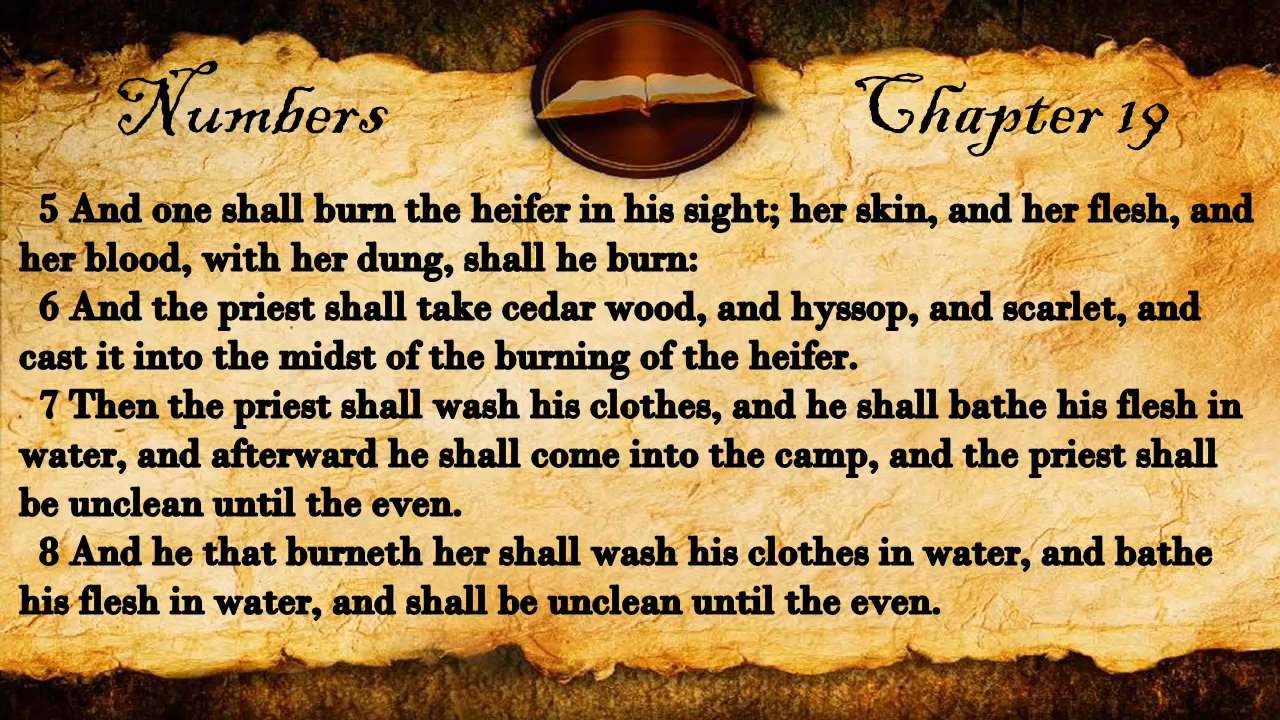 Numbers
Chapter 19
5 And one shall burn the heifer in his sight; her skin, and her flesh, and
her blood, with her dung, shall he burn:
6 And the priest shall take cedar wood, and hyssop, and scarlet, and
cast it into the midst of the burning of the heifer.
7 Then the priest shall wash his clothes, and he shall bathe his flesh in
water, and afterward he shall come into the camp, and the priest shall
be unclean until the even.
8 And he that burneth her shall wash his clothes in water, and bathe
his flesh in water, and shall be unclean until the even.